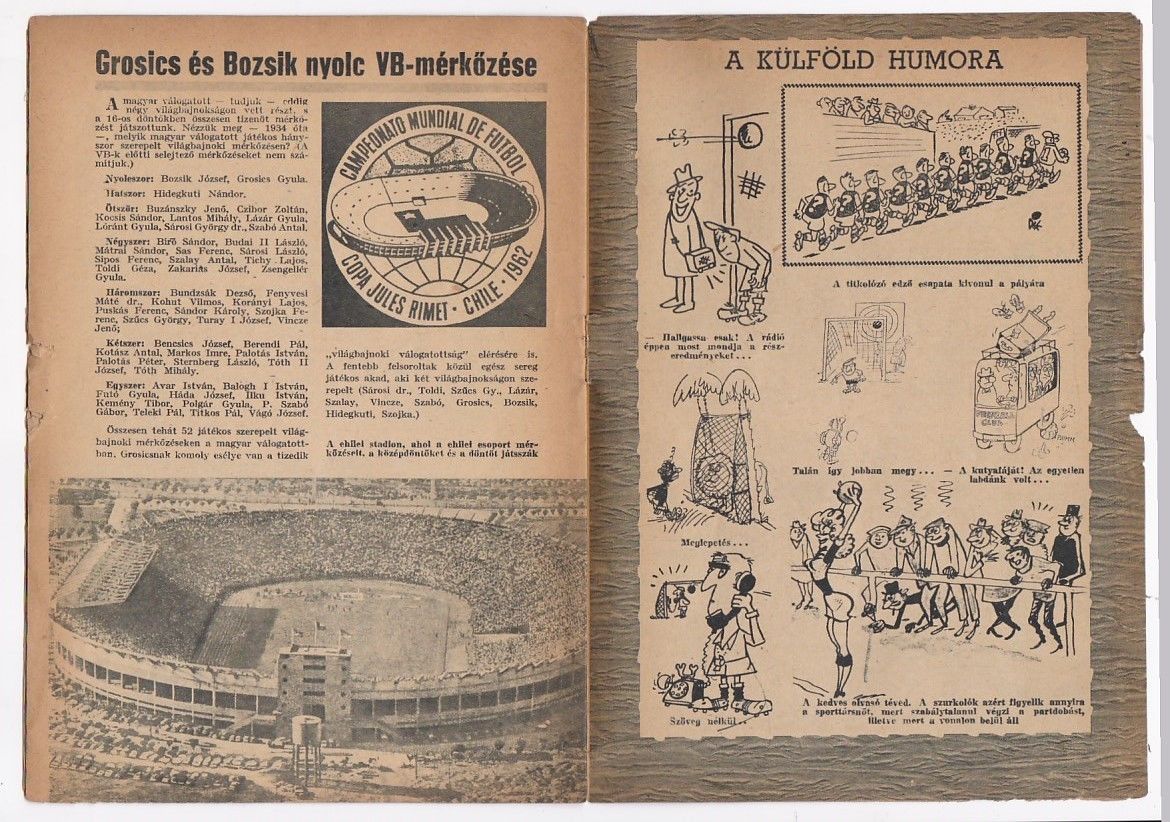 Grosics és Bozsik nyolc VB-mérkőzése
A magyar válogatott — tudjuk — eddig
négy világbajnokságon vett részt, s
a 16-os döntőkben összesen tizenöt mérkő-
zést játszottunk. Nézzük meg — 1934 óta
—, melyik magyar válogatott játékos hány-
szor szerepelt világbajnoki mérkőzésen? (A
VB-k előtti selejtező mérkőzéseket nem szá-
mítjuk.)
Nyolcszor: Bozsik József, Grosics Gyula.
Hatszor: Hidegkuti Nándor.
Ötször: Buzánszky Jenő, Czibor Zoltán,
Kocsis Sándor, Lantos Mihály, Lázár Gyula,
Lóránt Gyula, Sárosi György dr., Szabó Antal.
Négyszer: Bíró Sándor, Budai II László,
Mátrai Sándor, Sas Ferenc, Sárosi László,
Sipos Ferenc, Szalay Antal, Tichy Lajos,
Toldi Géza, Zakariás József, Zsengellér
Gyula.
Háromszor: Bundzsák Dezső, Fenyvesi
Máté dr., Kohut Vilmos, Korányi Lajos,
Puskás Ferenc, Sándor Károly, Szojka Fe-
renc, Szűcs György, Turay I József, Vincze
Jenő;
Kétszer: Bencsics József, Berendi Pál,
Kotász Antal, Markos Imre, Palotás István,
Palotás Péter, Sternberg László, Tóth II
József, Tóth Mihály.
Egyszer: Avar István, Balogh I István,
Futó Gyula, Háda József, Ilku István,
Kemény Tibor, Polgár Gyula, P. Szabó
Gábor, Teleki Pál, Titkos Pál, Vágó József.
Összesen tehát 52 játékos szerepelt világ-
bajnoki mérkőzéseken a magyar válogatott-
ban. Grosicsnak komoly esélye van a tizedik
CAMPEONATO MUNDIAL DE FUTBOL
COPA JULES RIMET · CHILE · 1962
„világbajnoki válogatottság" elérésére is.
A fentebb felsoroltak közül egész sereg
játékos akad, aki két világbajnokságon sze-
repelt (Sárosi dr., Toldi, Szűcs Gy., Lázár,
Szalay, Vincze, Szabó, Grosics, Bozsik,
Hidegkuti, Szojka.)
A chilei stadion, ahol a chilei csoport mér-
kőzéseit, a középdöntőket és a döntőt játsszák
A KÜLFÖLD HUMORA
— Hallgassa csak! A rádió
éppen most mondja a rész-
eredményeket...
A titkolózó edző csapata kivonul a pályára
Talán így jobban megy...
— A kutyafáját! Az egyetlen
labdánk volt...
Meglepetés...
Szöveg nélkül..
A kedves olvasó téved. A szurkolók azért figyelik annyira
a sporttársnőt, mert szabálytalanul végzi a partdobást,
illetve mert a vonalon belül áll